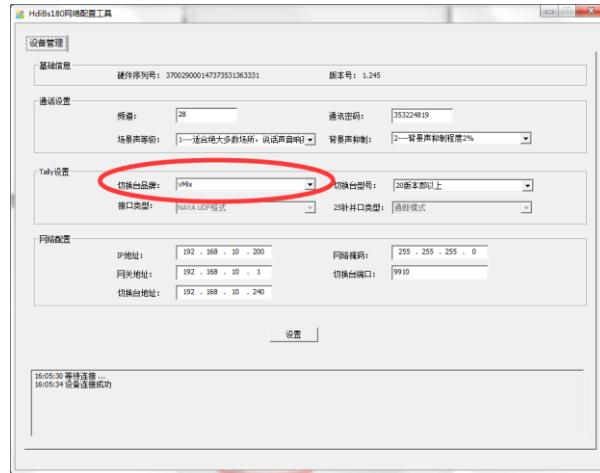 HdiBs180网络配置工具
设备管理
基础信息
硬件序列号: 370029000147373531363331 版本号: 1.245
通话设置
频道: 28 通讯密码: 353224819
场景声等级: 1----适合绝大多数场所，说话声音响 背景声抑制: 2----背景声抑制程度2%
Tally设置
切换台品牌: vMix 切换台型号: 20版本即以上
接口类型: NAYA UDP格式 25针并口类型: 通断模式
网络配置
IP地址: 192 . 168 . 10 . 200 网络掩码: 255 . 255 . 255 . 0
网关地址: 192 . 168 . 10 . 1 切换台端口: 9910
切换台地址: 192 . 168 . 10 . 240
设置
16:05:30 等待连接 ...
16:05:34 设备连接成功